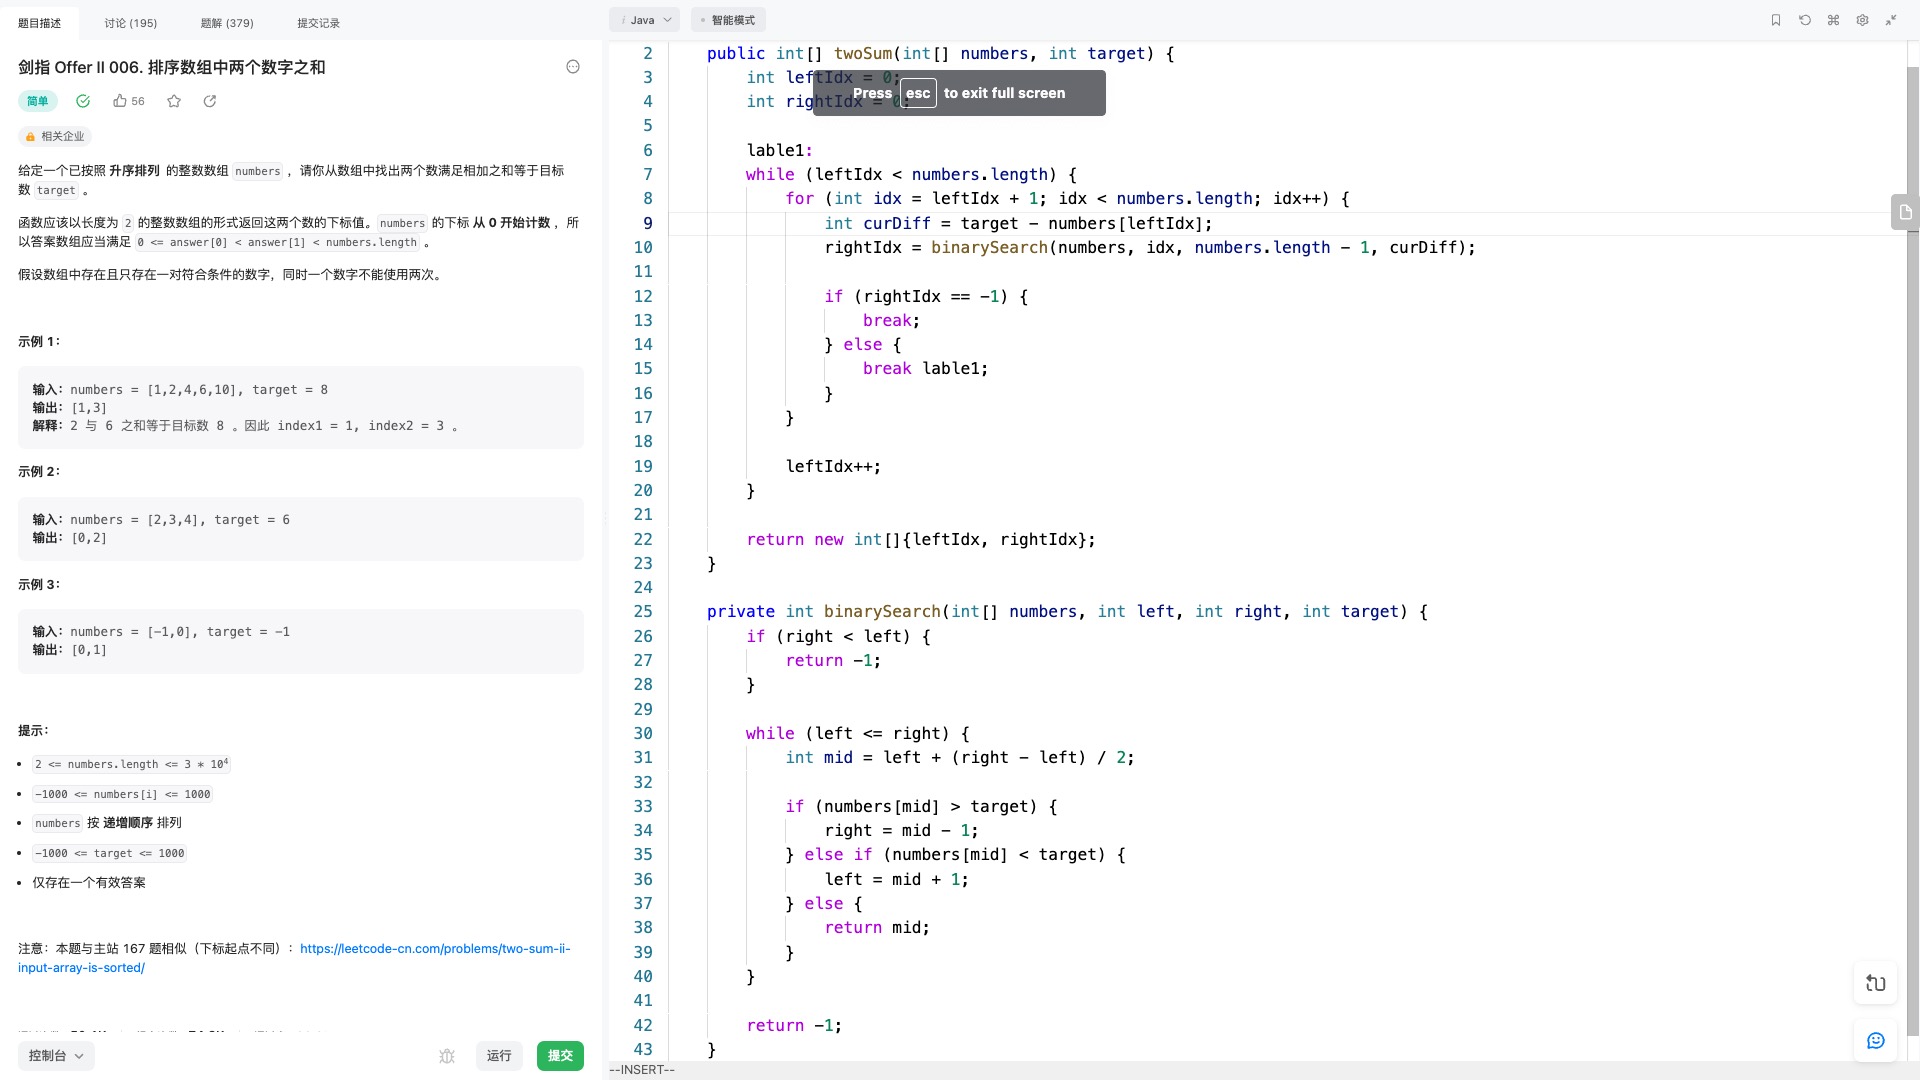 题目描述
讨论 (195)
题解 (379)
提交记录
剑指 Offer II 006. 排序数组中两个数字之和
简单
56
相关企业
给定一个已按照 升序排列 的整数数组 numbers ，请你从数组中找出两个数满足相加之和等于目标
数 target 。
函数应该以长度为 2 的整数数组的形式返回这两个数的下标值。numbers 的下标 从 0 开始计数 ，所
以答案数组应当满足 0 <= answer[0] < answer[1] < numbers.length 。
假设数组中存在且只存在一对符合条件的数字，同时一个数字不能使用两次。
示例 1：
输入：numbers = [1,2,4,6,10], target = 8
输出：[1,3]
解释：2 与 6 之和等于目标数 8 。因此 index1 = 1, index2 = 3 。
示例 2：
输入：numbers = [2,3,4], target = 6
输出：[0,2]
示例 3：
输入：numbers = [-1,0], target = -1
输出：[0,1]
提示：
• 2 <= numbers.length <= 3 * 10⁴
• -1000 <= numbers[i] <= 1000
• numbers 按 递增顺序 排列
• -1000 <= target <= 1000
• 仅存在一个有效答案
注意：本题与主站 167 题相似（下标起点不同）：https://leetcode-cn.com/problems/two-sum-ii-
input-array-is-sorted/
控制台
运行
提交
i Java
智能模式
Press esc to exit full screen
2 public int[] twoSum(int[] numbers, int target) {
3 int leftIdx = 0;
4 int rightIdx = 0;
5
6 lable1:
7 while (leftIdx < numbers.length) {
8 for (int idx = leftIdx + 1; idx < numbers.length; idx++) {
9 int curDiff = target - numbers[leftIdx];
10 rightIdx = binarySearch(numbers, idx, numbers.length - 1, curDiff);
11
12 if (rightIdx == -1) {
13 break;
14 } else {
15 break lable1;
16 }
17 }
18
19 leftIdx++;
20 }
21
22 return new int[]{leftIdx, rightIdx};
23 }
24
25 private int binarySearch(int[] numbers, int left, int right, int target) {
26 if (right < left) {
27 return -1;
28 }
29
30 while (left <= right) {
31 int mid = left + (right - left) / 2;
32
33 if (numbers[mid] > target) {
34 right = mid - 1;
35 } else if (numbers[mid] < target) {
36 left = mid + 1;
37 } else {
38 return mid;
39 }
40 }
41
42 return -1;
43 }
--INSERT--